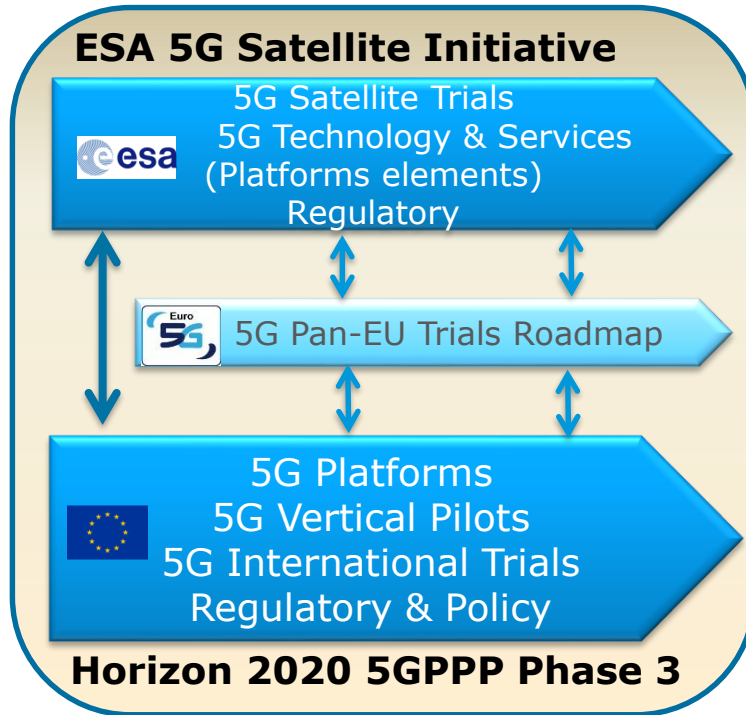 ESA 5G Satellite Initiative
5G Satellite Trials
5G Technology & Services
(Platforms elements)
Regulatory
esa
Euro
5G
5G Pan-EU Trials Roadmap
5G Platforms
5G Vertical Pilots
5G International Trials
Regulatory & Policy
Horizon 2020 5GPPP Phase 3